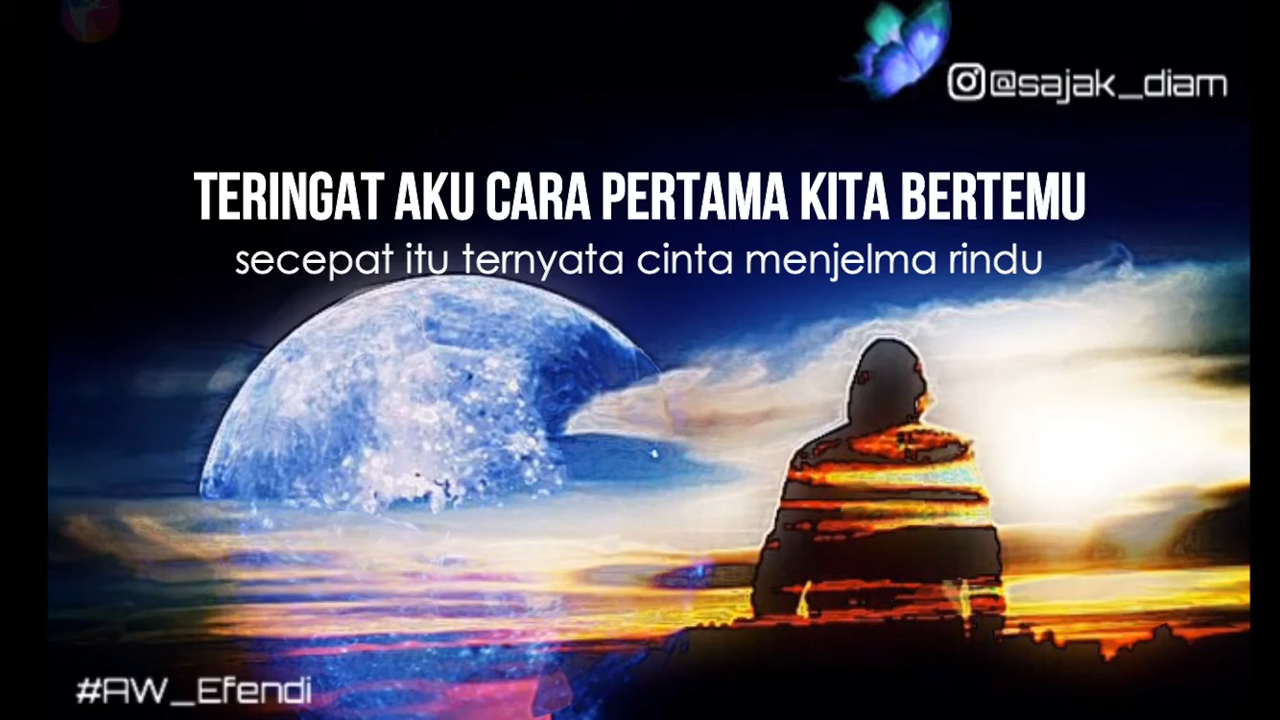 @sajak_diam
TERINGAT AKU CARA PERTAMA KITA BERTEMU
secepat itu ternyata cinta menjelma rindu
#AW_Efendi